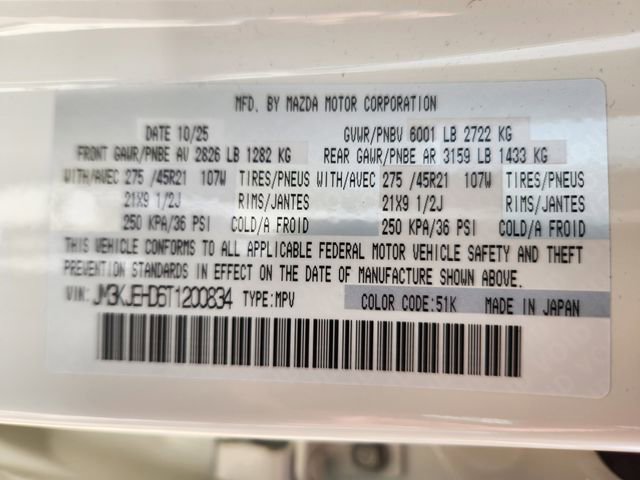 MFD. BY MAZDA MOTOR CORPORATION
DATE 10/25 GVWR/PNBV 6001 LB 2722 KG
FRONT GAWR/PNBE AV 2826 LB 1282 KG REAR GAWR/PNBE AR 3159 LB 1433 KG
WITH/AVEC 275 /45R21 107W TIRES/PNEUS WITH/AVEC 275 /45R21 107W TIRES/PNEUS
21X9 1/2J RIMS/JANTES 21X9 1/2J RIMS/JANTES
250 KPA/36 PSI COLD/A FROID 250 KPA/36 PSI COLD/A FROID
THIS VEHICLE CONFORMS TO ALL APPLICABLE FEDERAL MOTOR VEHICLE SAFETY AND THEFT
PREVENTION STANDARDS IN EFFECT ON THE DATE OF MANUFACTURE SHOWN ABOVE.
VIN: JM3KJEHD6T1200834 TYPE:MPV COLOR CODE:51K MADE IN JAPAN